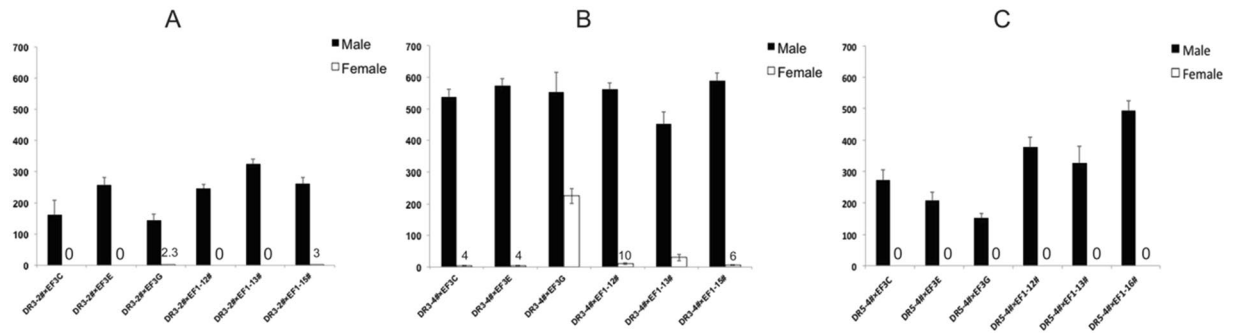 A
B
C
Male
Female
700
600
500
400
300
200
100
0
0
0
2.3
0
0
3
DR3-2#×EF3C
DR3-2#×EF3E
DR3-2#×EF3G
DR3-2#×EF1-12#
DR3-2#×EF1-13#
DR3-2#×EF1-15#
Male
Female
700
600
500
400
300
200
100
0
4
4
10
6
DR3-4#×EF3C
DR3-4#×EF3E
DR3-4#×EF3G
DR3-4#×EF1-12#
DR3-4#×EF1-13#
DR3-4#×EF1-15#
Male
Female
700
600
500
400
300
200
100
0
0
0
0
0
0
0
DR5-4#×EF3C
DR5-4#×EF3E
DR5-4#×EF3G
DR5-4#×EF1-12#
DR5-4#×EF1-13#
DR5-4#×EF1-16#